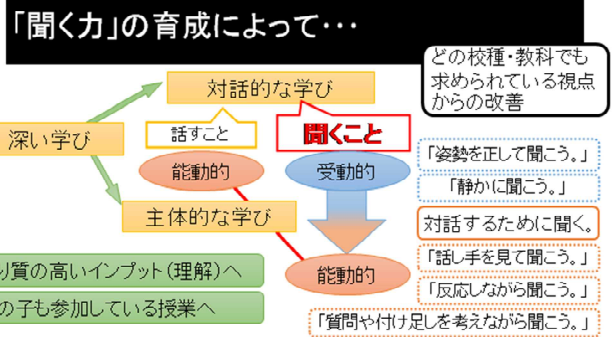 「聞く力」の育成によって・・・
どの校種・教科でも
求められている視点
からの改善
対話的な学び
深い学び
話すこと
聞くこと
能動的
受動的
「姿勢を正して聞こう。」
「静かに聞こう。」
主体的な学び
対話するために聞く。
能動的
「話し手を見て聞こう。」
「反応しながら聞こう。」
「質問や付け足しを考えながら聞こう。」
り質の高いインプット(理解)へ
の子も参加している授業へ